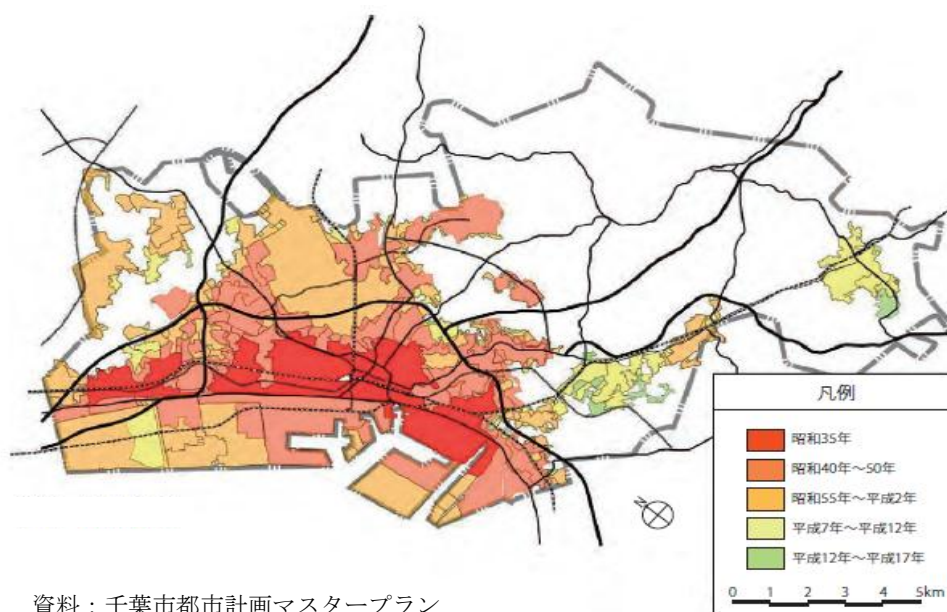 凡例
昭和35年
昭和40年～50年
昭和55年～平成2年
平成7年～平成12年
平成12年～平成17年
N
0 1 2 3 4 5km
資料：千葉市都市計画マスタープラン